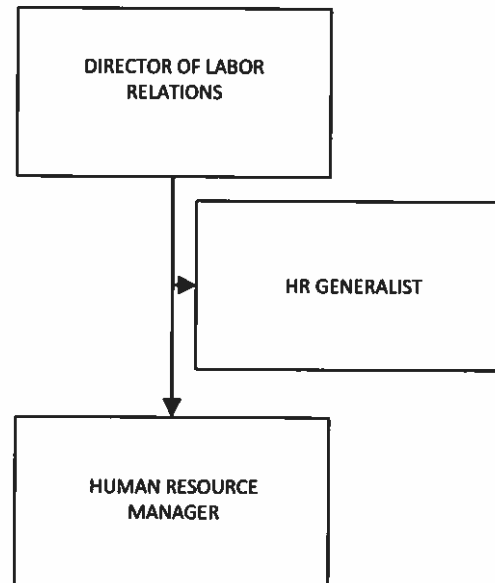 DIRECTOR OF LABOR
RELATIONS
HR GENERALIST
HUMAN RESOURCE
MANAGER